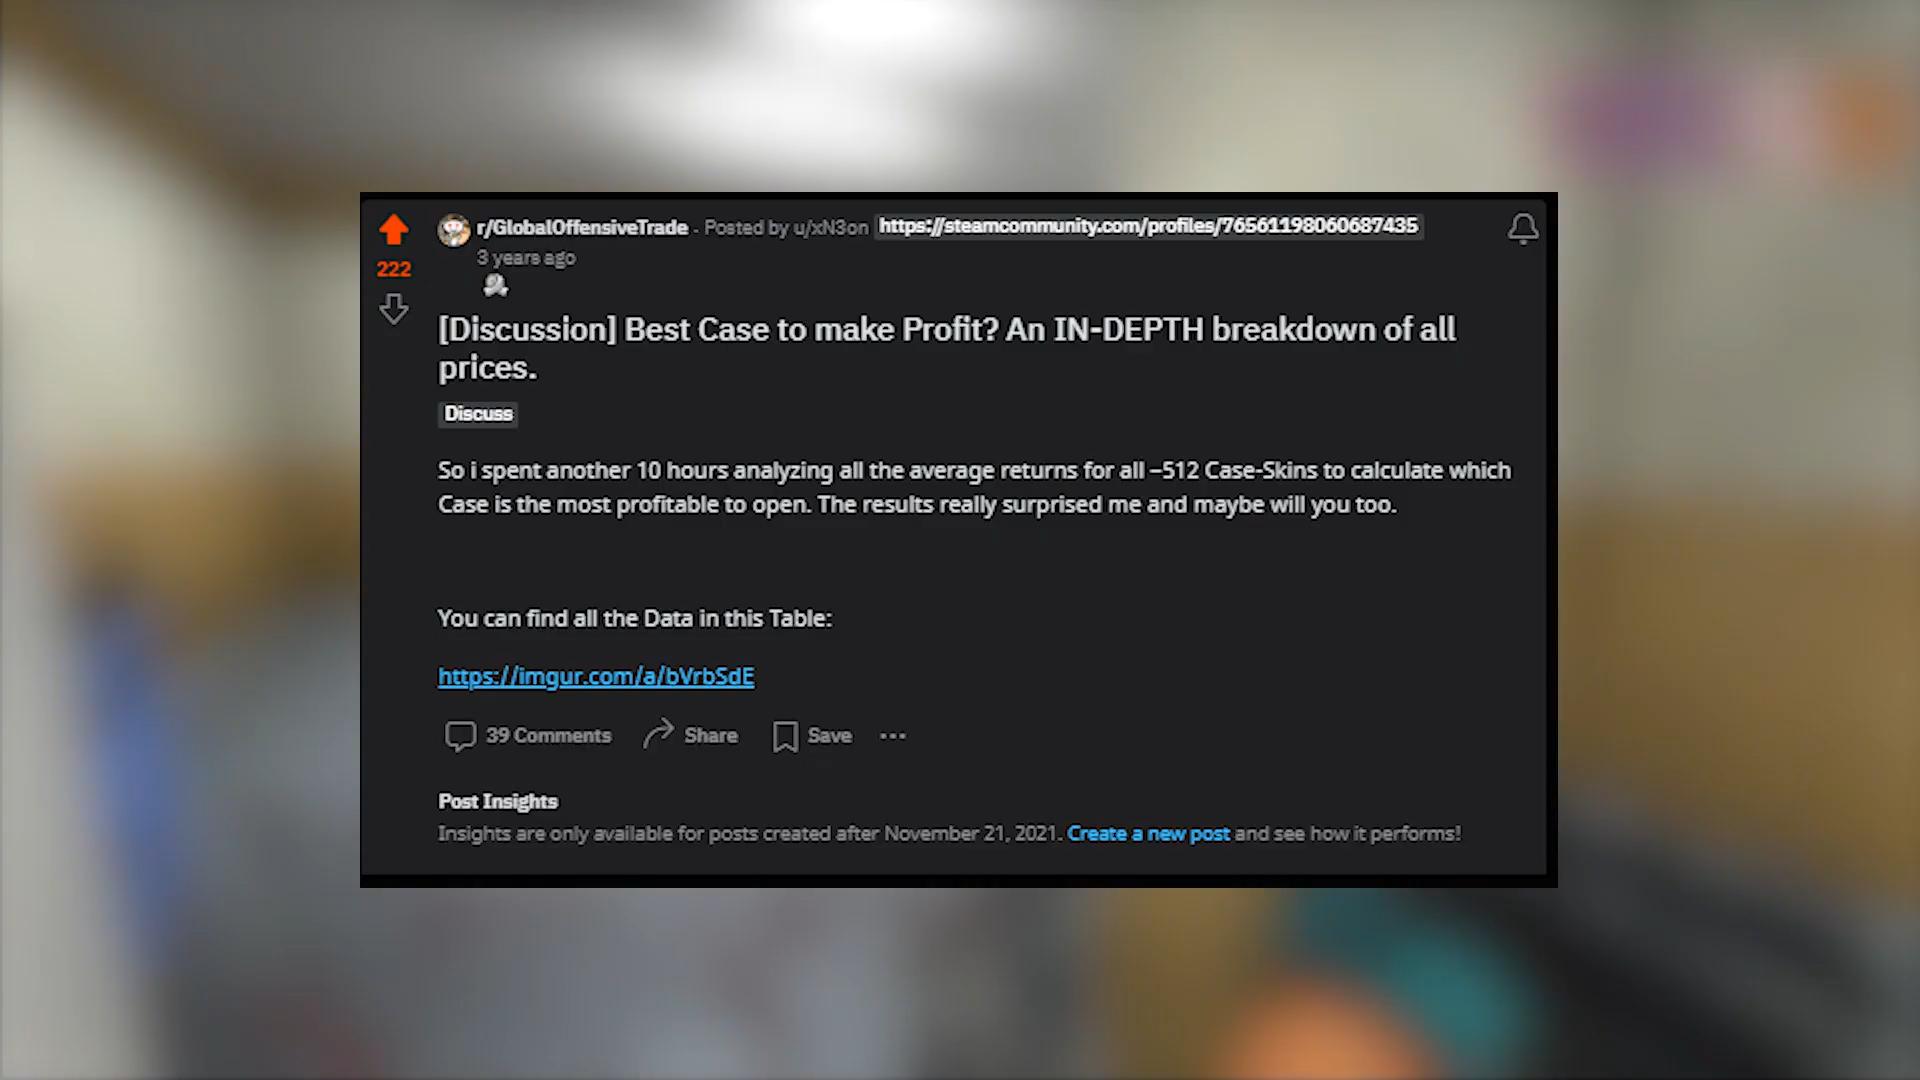 r/GlobalOffensiveTrade · Posted by u/xN3on https://steamcommunity.com/profiles/76561198060687435
3 years ago
222
[Discussion] Best Case to make Profit? An IN-DEPTH breakdown of all
prices.
Discuss
So i spent another 10 hours analyzing all the average returns for all ~512 Case-Skins to calculate which
Case is the most profitable to open. The results really surprised me and maybe will you too.
You can find all the Data in this Table:
https://imgur.com/a/bVrbSdE
39 Comments Share Save ...
Post Insights
Insights are only available for posts created after November 21, 2021. Create a new post and see how it performs!